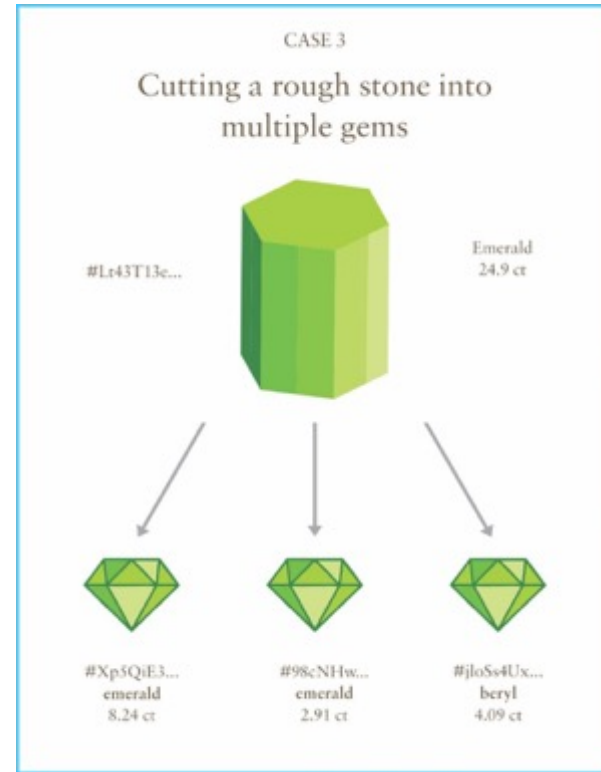 CASE 3
Cutting a rough stone into
multiple gems
#Lt43T13e...
Emerald
24.9 ct
#Xp5QiE3...
emerald
8.24 ct
#98cNHw...
emerald
2.91 ct
#jloSs4Ux...
beryl
4.09 ct